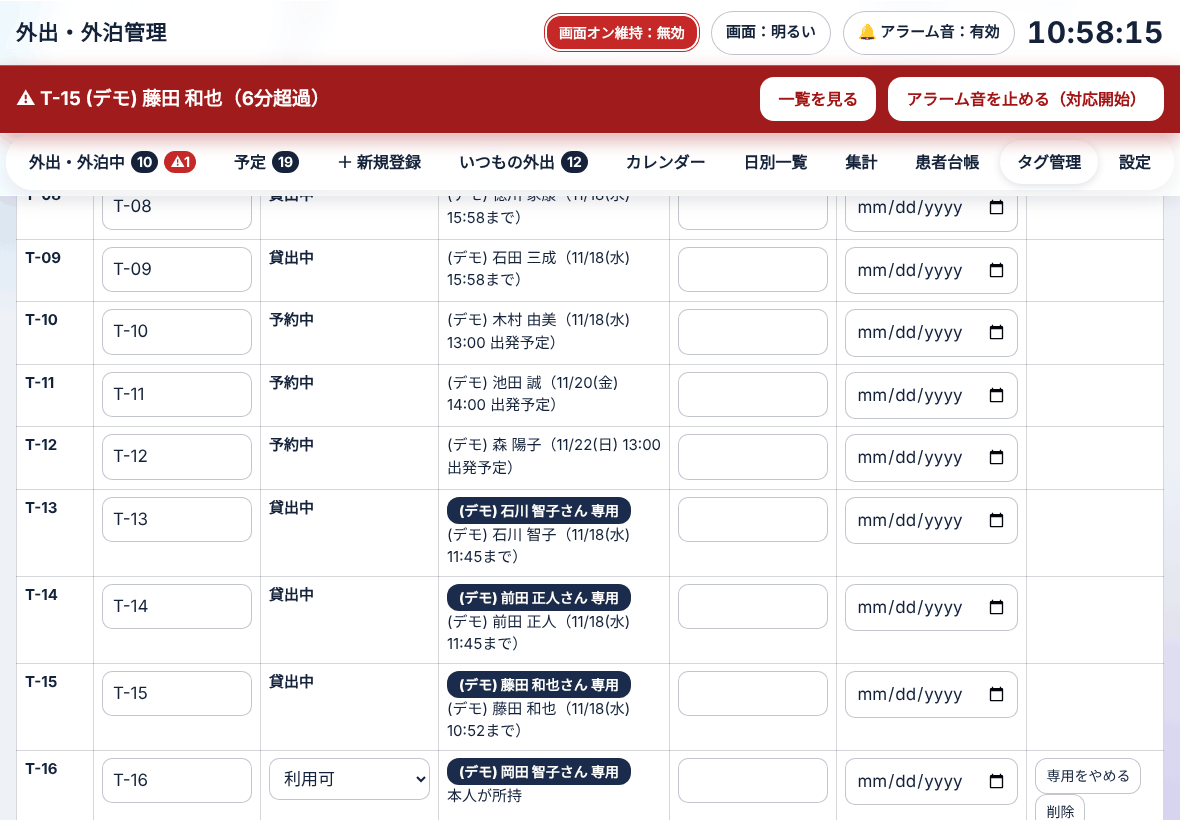 外出・外泊管理
画面オン維持：無効
画面：明るい
🔔 アラーム音：有効
10:58:15
⚠ T-15 (デモ) 藤田 和也（6分超過）
一覧を見る
アラーム音を止める（対応開始）
外出・外泊中 10 ⚠1
予定 19
＋ 新規登録
いつもの外出 12
カレンダー
日別一覧
集計
患者台帳
タグ管理
設定
T-08
T-08
貸出中
(デモ) 徳川 家康（11/18(水)
15:58まで）
mm/dd/yyyy
T-09
T-09
貸出中
(デモ) 石田 三成（11/18(水)
15:58まで）
mm/dd/yyyy
T-10
T-10
予約中
(デモ) 木村 由美（11/18(水)
13:00 出発予定）
mm/dd/yyyy
T-11
T-11
予約中
(デモ) 池田 誠（11/20(金)
14:00 出発予定）
mm/dd/yyyy
T-12
T-12
予約中
(デモ) 森 陽子（11/22(日) 13:00
出発予定）
mm/dd/yyyy
T-13
T-13
貸出中
(デモ) 石川 智子さん 専用
(デモ) 石川 智子（11/18(水)
11:45まで）
mm/dd/yyyy
T-14
T-14
貸出中
(デモ) 前田 正人さん 専用
(デモ) 前田 正人（11/18(水)
11:45まで）
mm/dd/yyyy
T-15
T-15
貸出中
(デモ) 藤田 和也さん 専用
(デモ) 藤田 和也（11/18(水)
10:52まで）
mm/dd/yyyy
T-16
T-16
利用可
(デモ) 岡田 智子さん 専用
本人が所持
mm/dd/yyyy
専用をやめる
削除